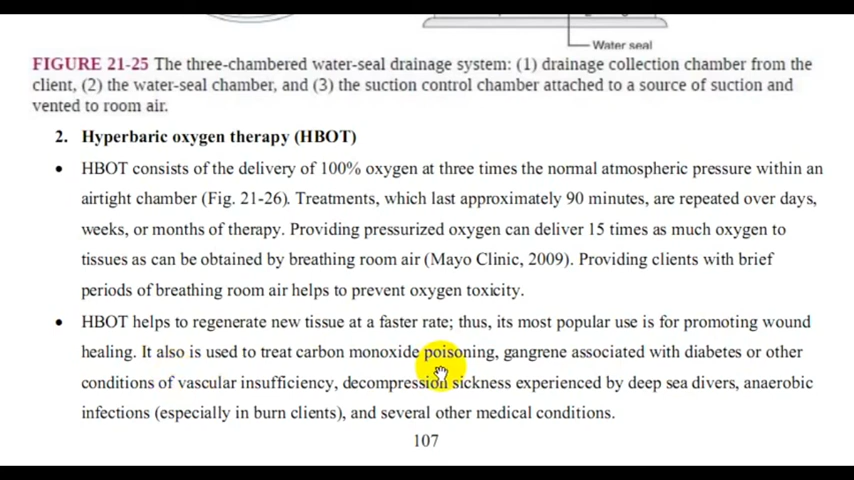 Water seal
FIGURE 21-25 The three-chambered water-seal drainage system: (1) drainage collection chamber from the
client, (2) the water-seal chamber, and (3) the suction control chamber attached to a source of suction and
vented to room air.
2. Hyperbaric oxygen therapy (HBOT)
• HBOT consists of the delivery of 100% oxygen at three times the normal atmospheric pressure within an
airtight chamber (Fig. 21-26). Treatments, which last approximately 90 minutes, are repeated over days,
weeks, or months of therapy. Providing pressurized oxygen can deliver 15 times as much oxygen to
tissues as can be obtained by breathing room air (Mayo Clinic, 2009). Providing clients with brief
periods of breathing room air helps to prevent oxygen toxicity.
• HBOT helps to regenerate new tissue at a faster rate; thus, its most popular use is for promoting wound
healing. It also is used to treat carbon monoxide poisoning, gangrene associated with diabetes or other
conditions of vascular insufficiency, decompression sickness experienced by deep sea divers, anaerobic
infections (especially in burn clients), and several other medical conditions.
107